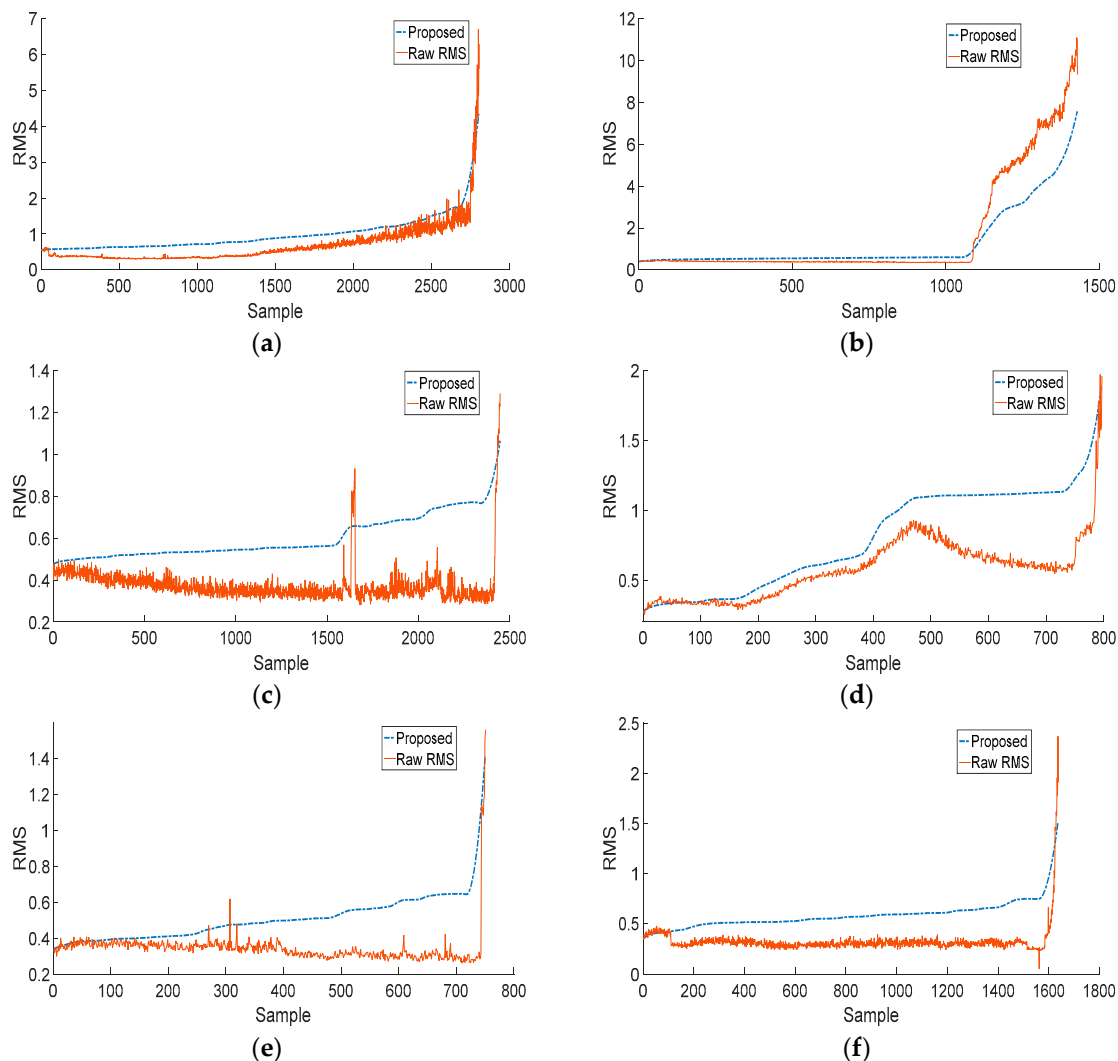 7
6
5
4
3
2
1
0
RMS
Proposed
Raw RMS
0 500 1000 1500 2000 2500 3000
Sample
(a)
12
10
8
6
4
2
0
RMS
Proposed
Raw RMS
0 500 1000 1500
Sample
(b)
1.4
1.2
1
0.8
0.6
0.4
0.2
RMS
Proposed
Raw RMS
0 500 1000 1500 2000 2500
Sample
(c)
2
1.5
1
0.5
RMS
Proposed
Raw RMS
0 100 200 300 400 500 600 700 800
Sample
(d)
1.4
1.2
1
0.8
0.6
0.4
0.2
RMS
Proposed
Raw RMS
0 100 200 300 400 500 600 700 800
Sample
(e)
2.5
2
1.5
1
0.5
0
RMS
Proposed
Raw RMS
0 200 400 600 800 1000 1200 1400 1600 1800
Sample
(f)